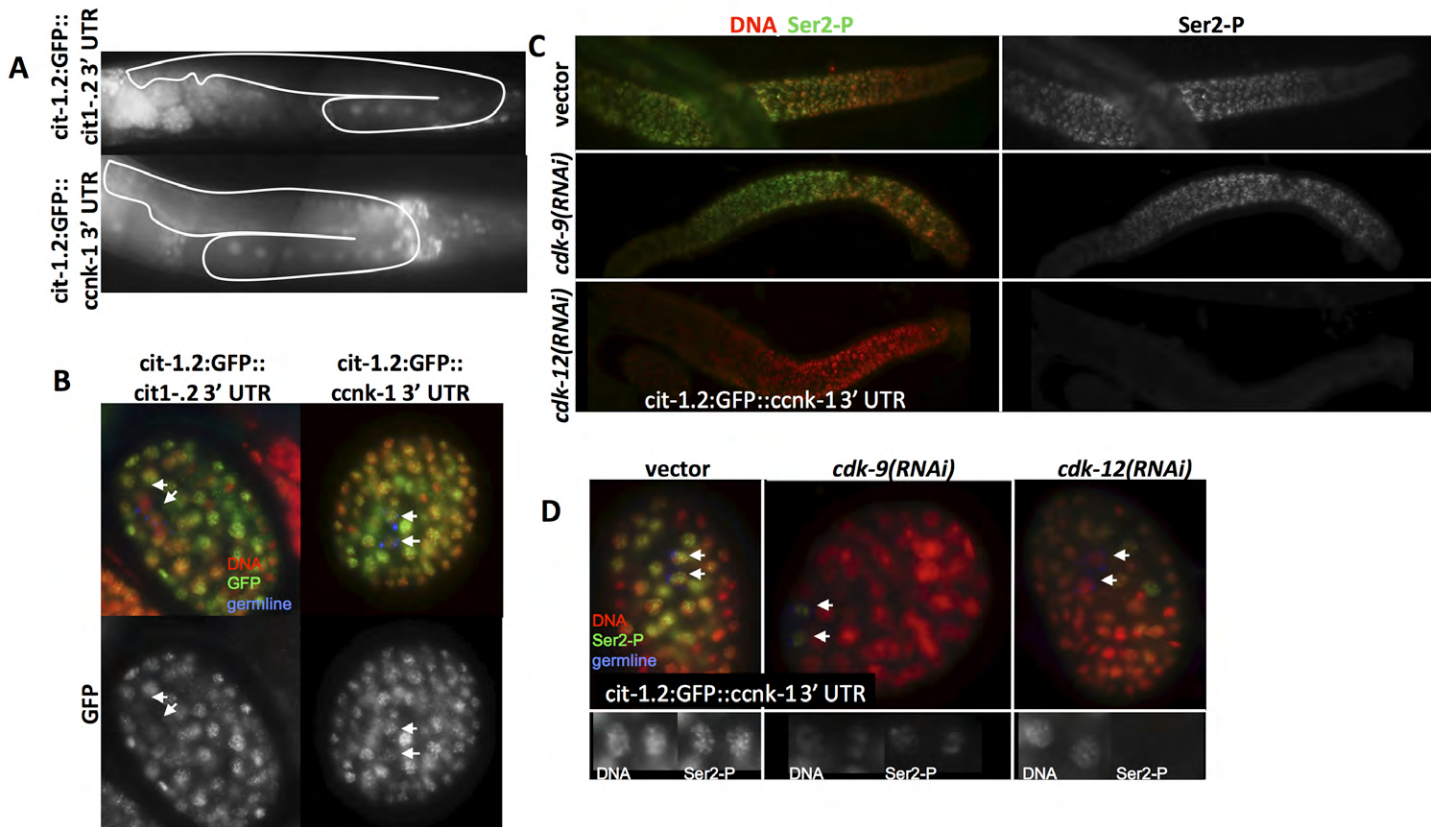 A
cit-1.2:GFP::
cit1-.2 3' UTR
cit-1.2:GFP::
ccnk-1 3' UTR
B
cit-1.2:GFP::
cit1-.2 3' UTR
cit-1.2:GFP::
ccnk-1 3' UTR
DNA
GFP
germline
GFP
C
DNA Ser2-P
Ser2-P
vector
cdk-9(RNAi)
cdk-12(RNAi)
cit-1.2:GFP::ccnk-1 3' UTR
D
vector
cdk-9(RNAi)
cdk-12(RNAi)
DNA
Ser2-P
germline
cit-1.2:GFP::ccnk-1 3' UTR
DNA Ser2-P
DNA Ser2-P
DNA Ser2-P